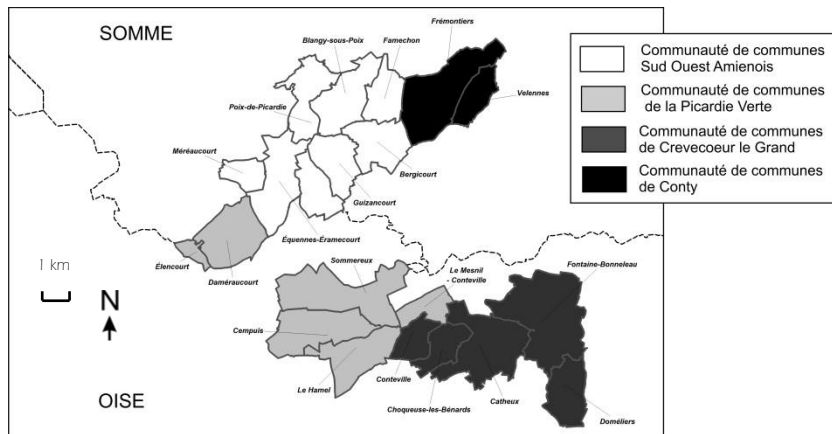 SOMME
Frémontiers
Blangy-sous-Poix
Famechon
Velennes
Poix-de-Picardie
Méréaucourt
Bergicourt
Guizancourt
Équennes-Éramecourt
Élencourt
Daméraucourt
Sommereux
Le Mesnil
- Conteville
Fontaine-Bonneleau
1 km
N
Cempuis
Le Hamel
Conteville
Choqueuse-les-Bénards
Catheux
Doméliers
OISE
Communauté de communes
Sud Ouest Amienois
Communauté de communes
de la Picardie Verte
Communauté de communes
de Crevecoeur le Grand
Communauté de communes
de Conty